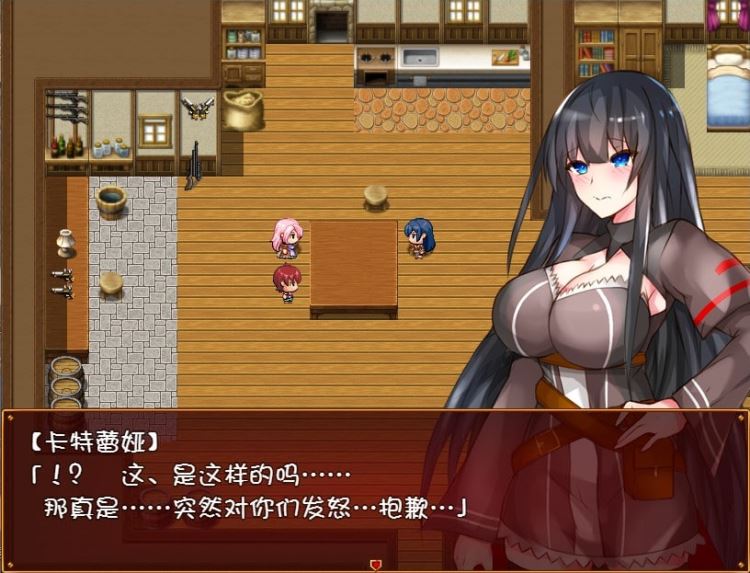 【卡特蕾娅】
「！？　这、是这样的吗……
那真是……突然对你们发怒…抱歉…」